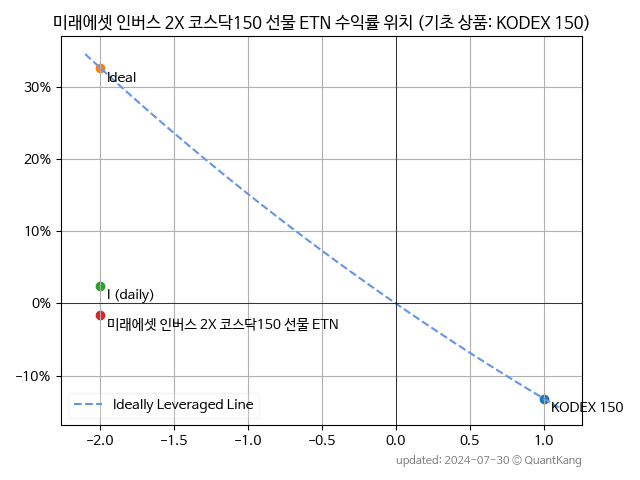 미래에셋 인버스 2X 코스닥150 선물 ETN 수익률 위치 (기초 상품: KODEX 150)
30%
20%
10%
0%
−10%
Ideal
I (daily)
미래에셋 인버스 2X 코스닥150 선물 ETN
KODEX 150
Ideally Leveraged Line
−2.0 −1.5 −1.0 −0.5 0.0 0.5 1.0
updated: 2024-07-30 © QuantKang